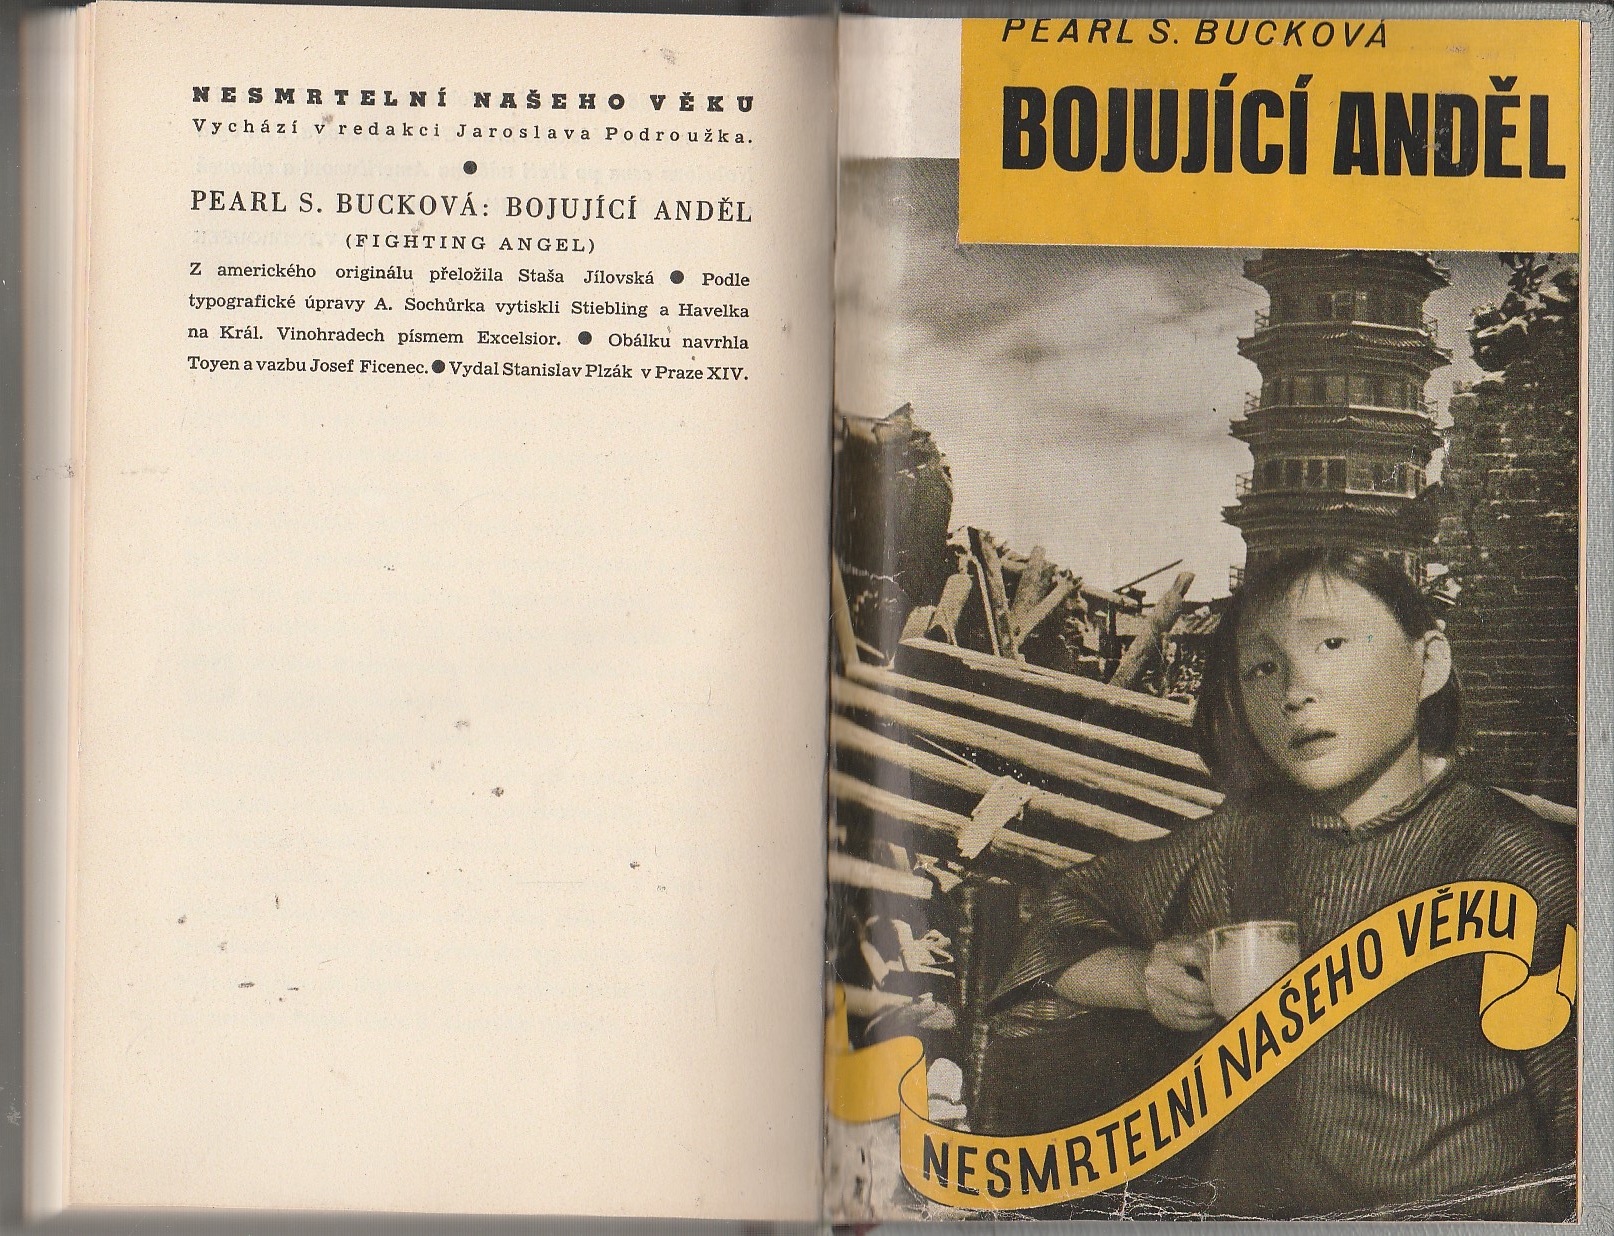 NESMRTELNÍ NAŠEHO VĚKU
Vychází v redakci Jaroslava Podroužka.
PEARL S. BUCKOVÁ: BOJUJÍCÍ ANDĚL
(FIGHTING ANGEL)
Z amerického originálu přeložila Staša Jílovská ● Podle
typografické úpravy A. Sochůrka vytiskli Stiebling a Havelka
na Král. Vinohradech písmem Excelsior. ● Obálku navrhla
Toyen a vazbu Josef Ficenec. ● Vydal Stanislav Plzák v Praze XIV.
PEARL S. BUCKOVÁ
BOJUJÍCÍ ANDĚL
NESMRTELNÍ NAŠEHO VĚKU